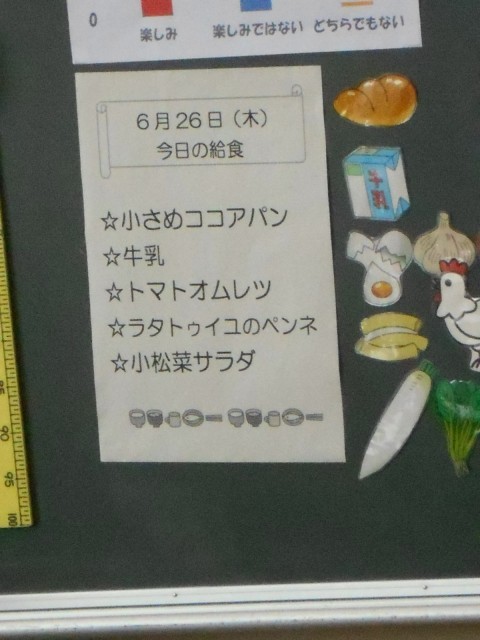 0
楽しみ 楽しみではない どちらでもない
6月26日（木）
今日の給食
☆小さめココアパン
☆牛乳
☆トマトオムレツ
☆ラタトゥイユのペンネ
☆小松菜サラダ
牛乳
90
95
100